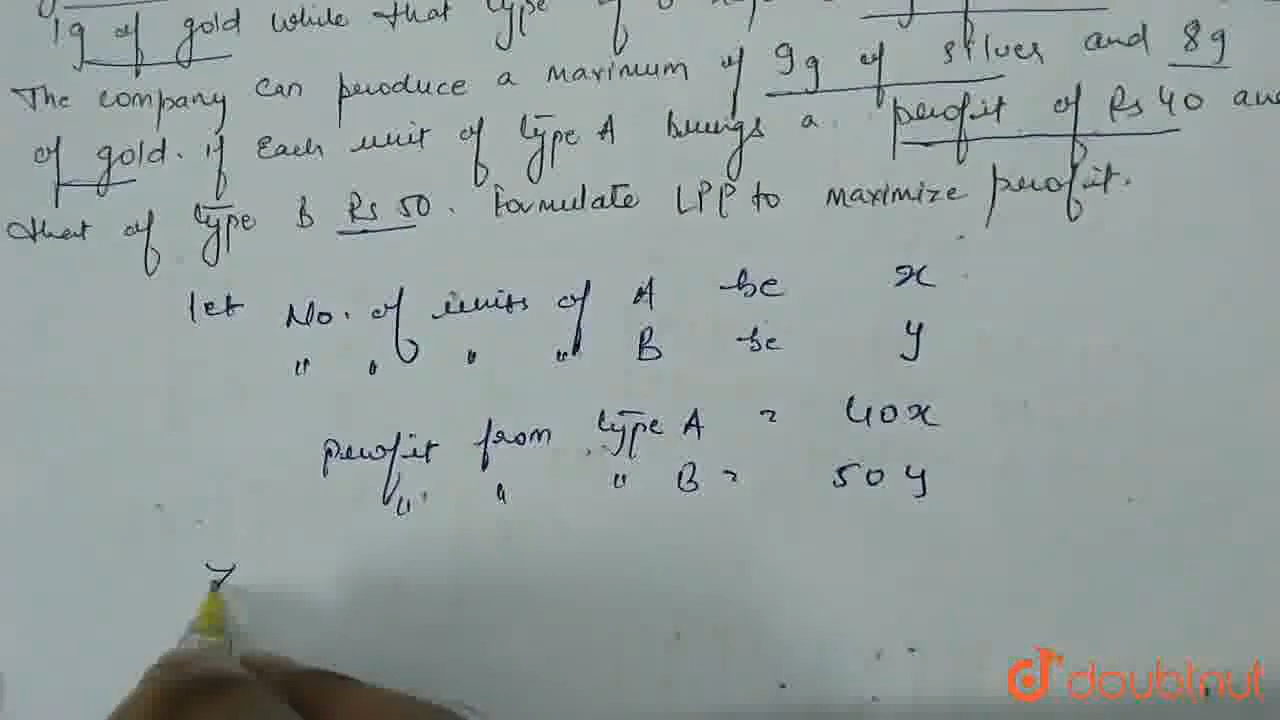 1g of gold while that type of
The company can produce a maximum of 9g of silver and 8g
of gold. if Each unit of type A brings a profit of Rs 40 and
that of type B Rs 50. Formulate LPP to maximize profit.
let No. of units of A be x
" " " " B be y
profit from type A = 40x
" " " B = 50y
Z
doubtnut